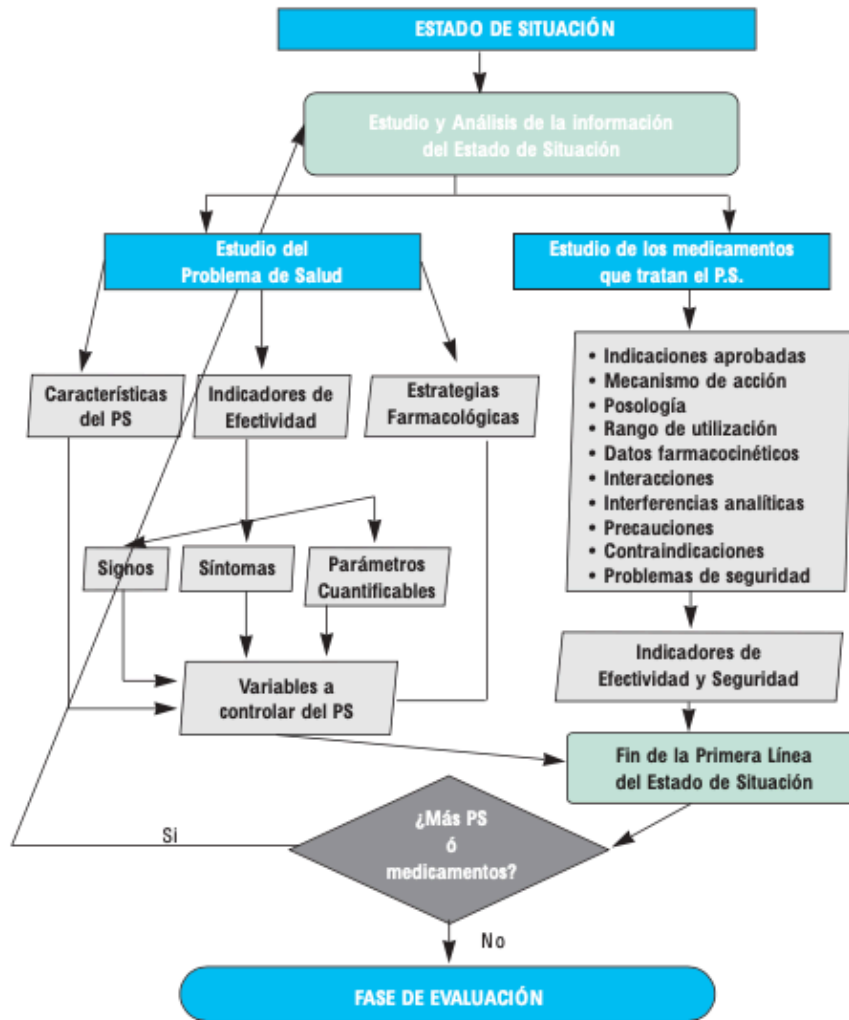 ESTADO DE SITUACIÓN
Estudio y Análisis de la información
del Estado de Situación
Estudio del
Problema de Salud
Estudio de los medicamentos
que tratan el P.S.
Características
del PS
Indicadores de
Efectividad
Estrategias
Farmacológicas
• Indicaciones aprobadas
• Mecanismo de acción
• Posología
• Rango de utilización
• Datos farmacocinéticos
• Interacciones
• Interferencias analíticas
• Precauciones
• Contraindicaciones
• Problemas de seguridad
Signos
Síntomas
Parámetros
Cuantificables
Indicadores de
Efectividad y Seguridad
Variables a
controlar del PS
Fin de la Primera Línea
del Estado de Situación
¿Más PS
ó
medicamentos?
Si
No
FASE DE EVALUACIÓN